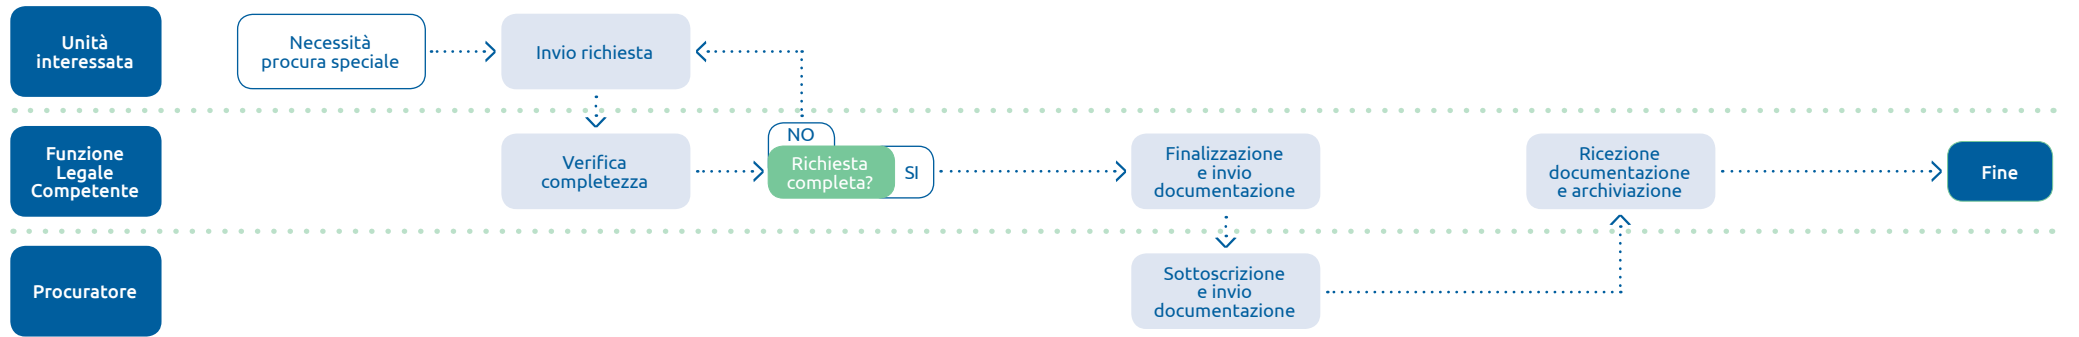 Unità
interessata
Necessità
procura speciale
Invio richiesta
Funzione
Legale
Competente
Verifica
completezza
NO
Richiesta
completa?
SI
Finalizzazione
e invio
documentazione
Ricezione
documentazione
e archiviazione
Fine
Procuratore
Sottoscrizione
e invio
documentazione